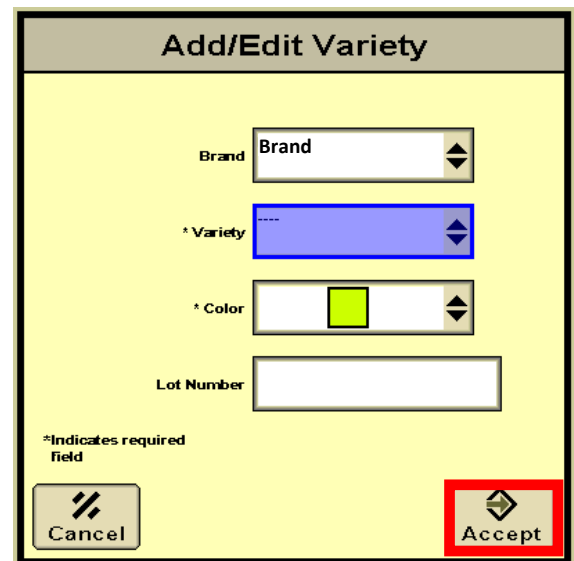 Add/Edit Variety
Brand Brand
* Variety ----
* Color
Lot Number
*Indicates required
field
Cancel Accept